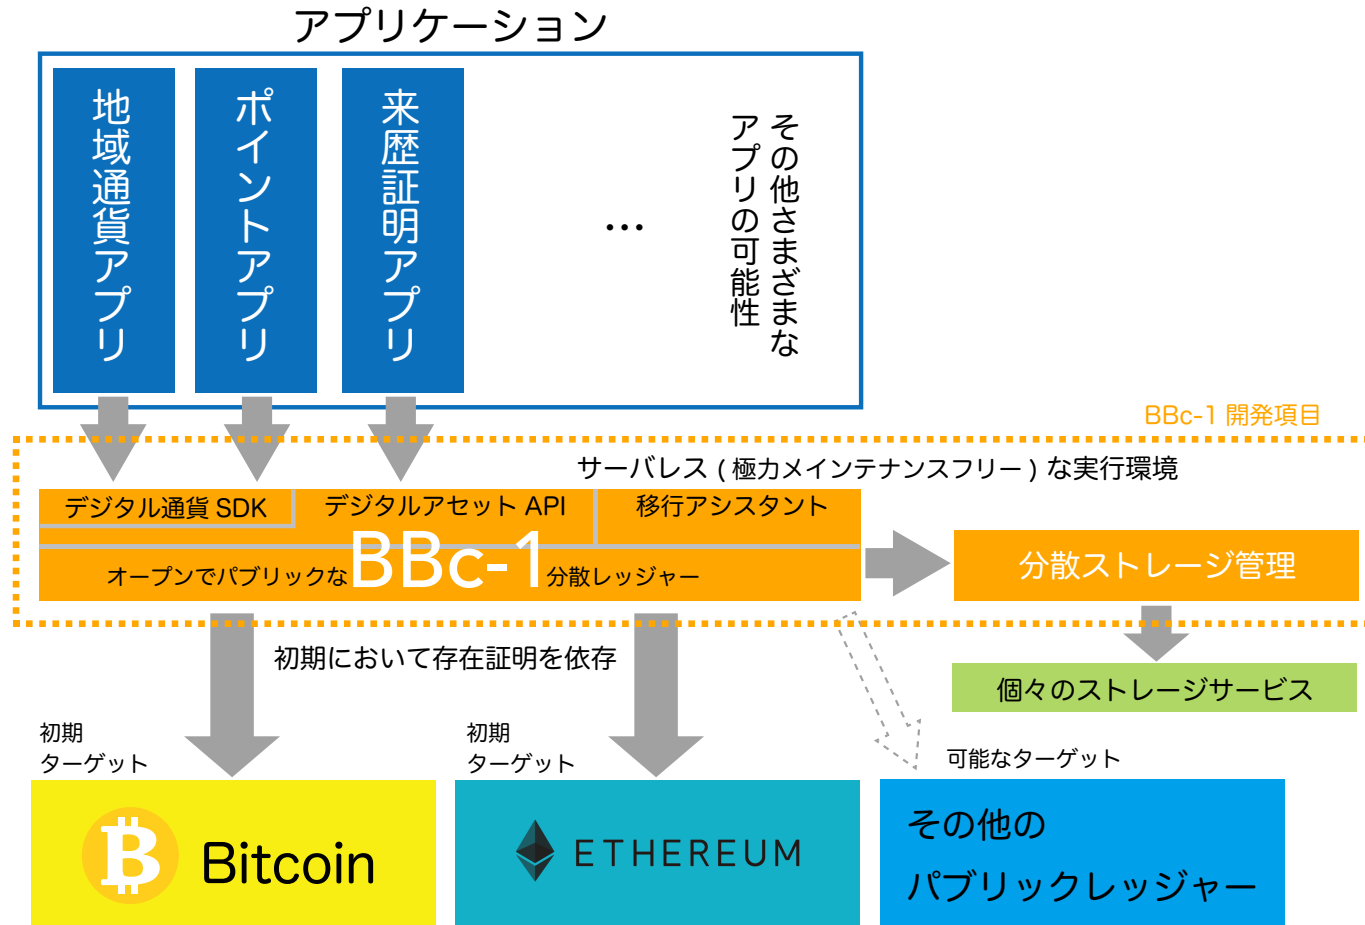 アプリケーション
地域通貨アプリ
ポイントアプリ
来歴証明アプリ
…
その他さまざまな
アプリの可能性
BBc-1 開発項目
サーバレス ( 極力メインテナンスフリー ) な実行環境
デジタル通貨 SDK
デジタルアセット API
移行アシスタント
オープンでパブリックな BBc-1 分散レッジャー
分散ストレージ管理
初期において存在証明を依存
個々のストレージサービス
初期
ターゲット
初期
ターゲット
可能なターゲット
Bitcoin
ETHEREUM
その他の
パブリックレッジャー